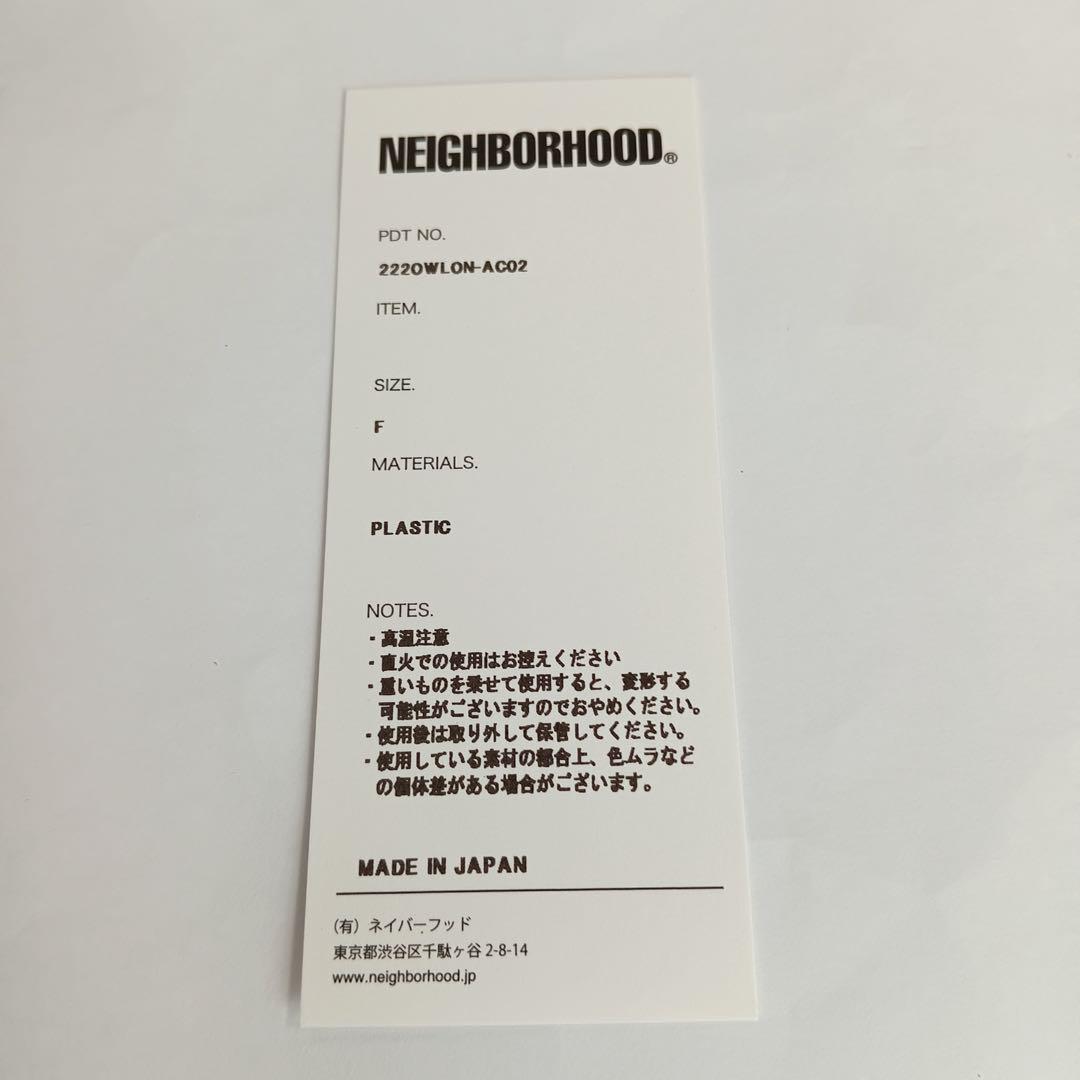 NEIGHBORHOOD®
PDT NO.
222OWLON-AC02
ITEM.
SIZE.
F
MATERIALS.
PLASTIC
NOTES.
・高温注意
・直火での使用はお控えください
・重いものを乗せて使用すると、変形する
可能性がございますのでおやめください。
・使用後は取り外して保管してください。
・使用している素材の都合上、色ムラなど
の個体差がある場合がございます。
MADE IN JAPAN
(有) ネイバーフッド
東京都渋谷区千駄ヶ谷 2-8-14
www.neighborhood.jp